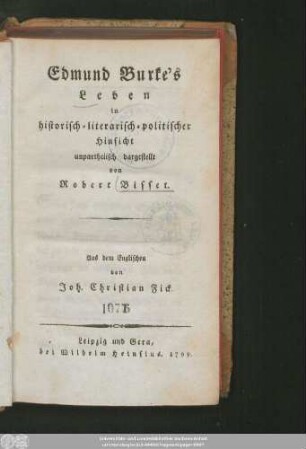 Edmund Burke's
Leben
in
historisch-literarisch-politischer
Hinsicht
unpartheiisch dargestellt
von
Robert Bisset.
Aus dem Englischen
von
Joh. Christian Fick
Leipzig und Gera,
bei Wilhelm Heinsius. 1799.